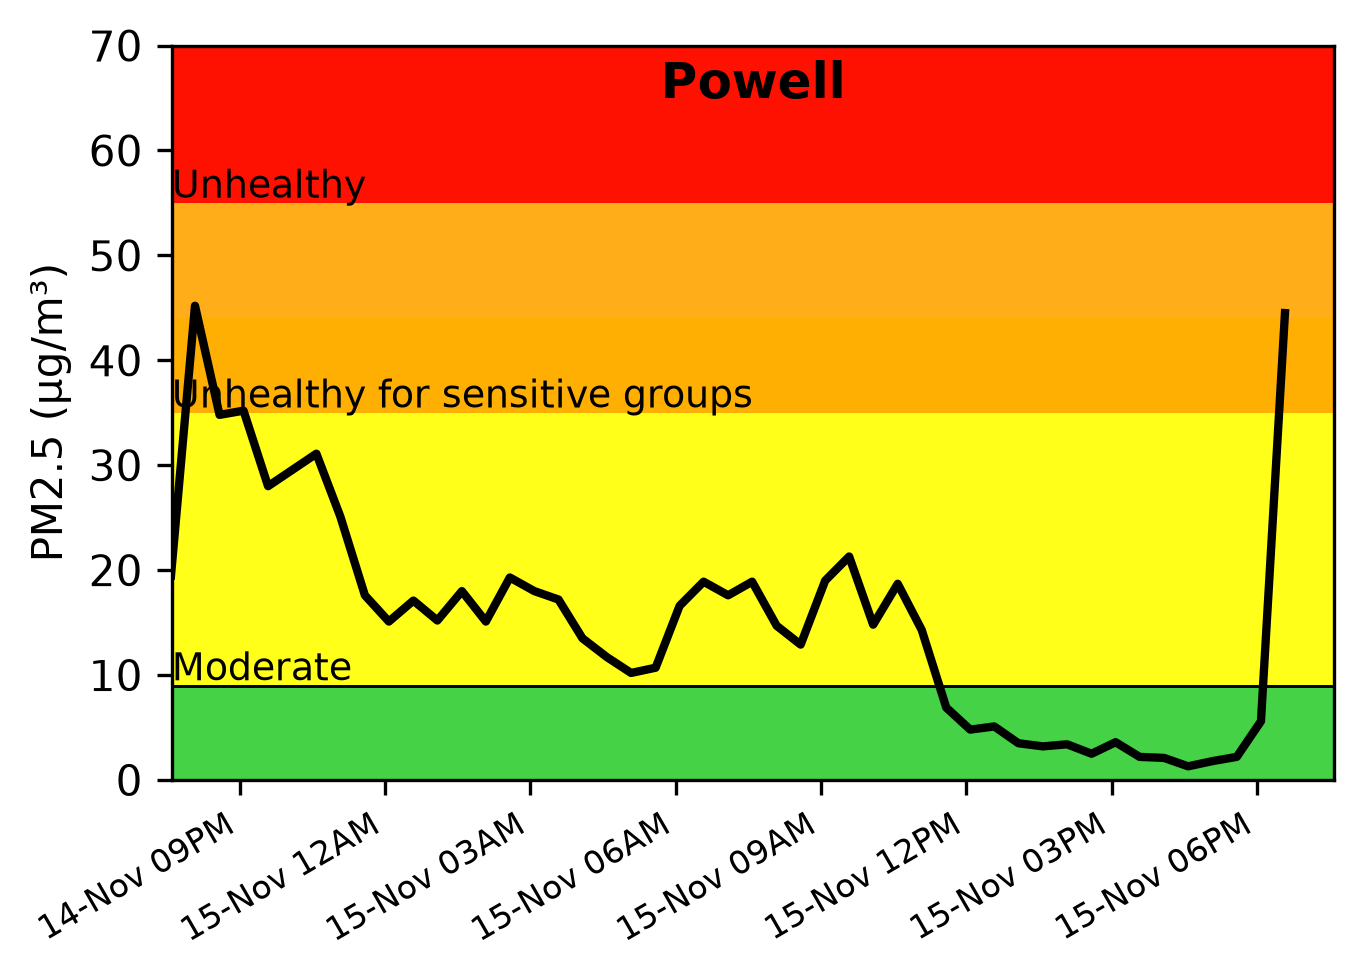 Powell
PM2.5 (µg/m³)
70
60
50
40
30
20
10
0
Unhealthy
Unhealthy for sensitive groups
Moderate
14-Nov 09PM
15-Nov 12AM
15-Nov 03AM
15-Nov 06AM
15-Nov 09AM
15-Nov 12PM
15-Nov 03PM
15-Nov 06PM